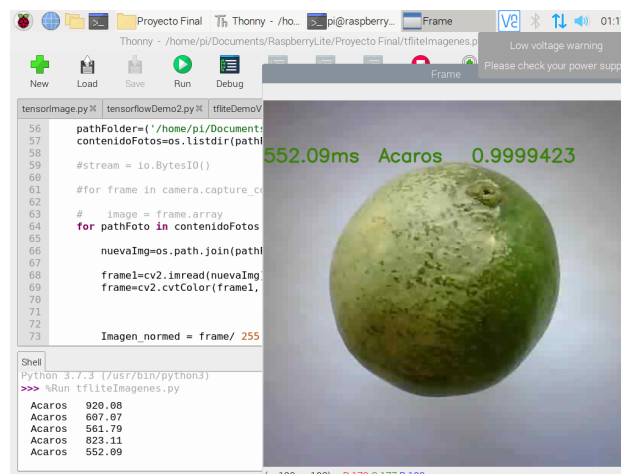 Proyecto Final
Thonny - /ho...
pi@raspberry...
Frame
01:1
Thonny - /home/pi/Documents/RaspberryLite/Proyecto Final/tfliteImagenes.p
Low voltage warning
Please check your power supp
New
Load
Save
Run
Debug
Frame
tensorImage.py
tensorflowDemo2.py
tfliteDemoV
56 pathFolder=('/home/pi/Documents
57 contenidoFotos=os.listdir(pathF
58
59 #stream = io.BytesIO()
60
61 #for frame in camera.capture_co
62
63 # image = frame.array
64 for pathFoto in contenidoFotos
65
66 nuevaImg=os.path.join(pathF
67
68 frame1=cv2.imread(nuevaImg
69 frame=cv2.cvtColor(frame1,
70
71
72
73 Imagen_normed = frame/ 255
552.09ms Acaros 0.9999423
Shell
Python 3.7.3 (/usr/bin/python3)
>>> %Run tfliteImagenes.py
Acaros 920.08
Acaros 607.07
Acaros 561.79
Acaros 823.11
Acaros 552.09